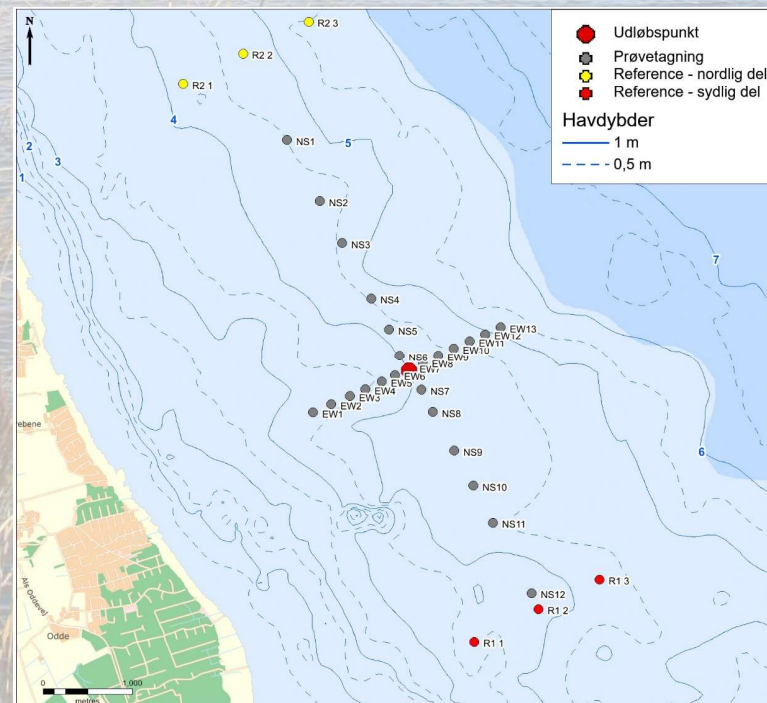 N
R2 3
R2 2
R2 1
4
5
2
3
1
NS1
NS2
NS3
NS4
NS5
NS6
EW13
EW12
EW11
EW10
EW9
EW8
EW7
EW6
EW5
EW4
EW3
EW2
EW1
NS7
NS8
NS9
NS10
NS11
NS12
R1 3
R1 2
R1 1
7
6
Udløbspunkt
Prøvetagning
Reference - nordlig del
Reference - sydlig del
Havdybder
1 m
0,5 m
rebene
Als Oddevej
Odde
0 1.000
metres